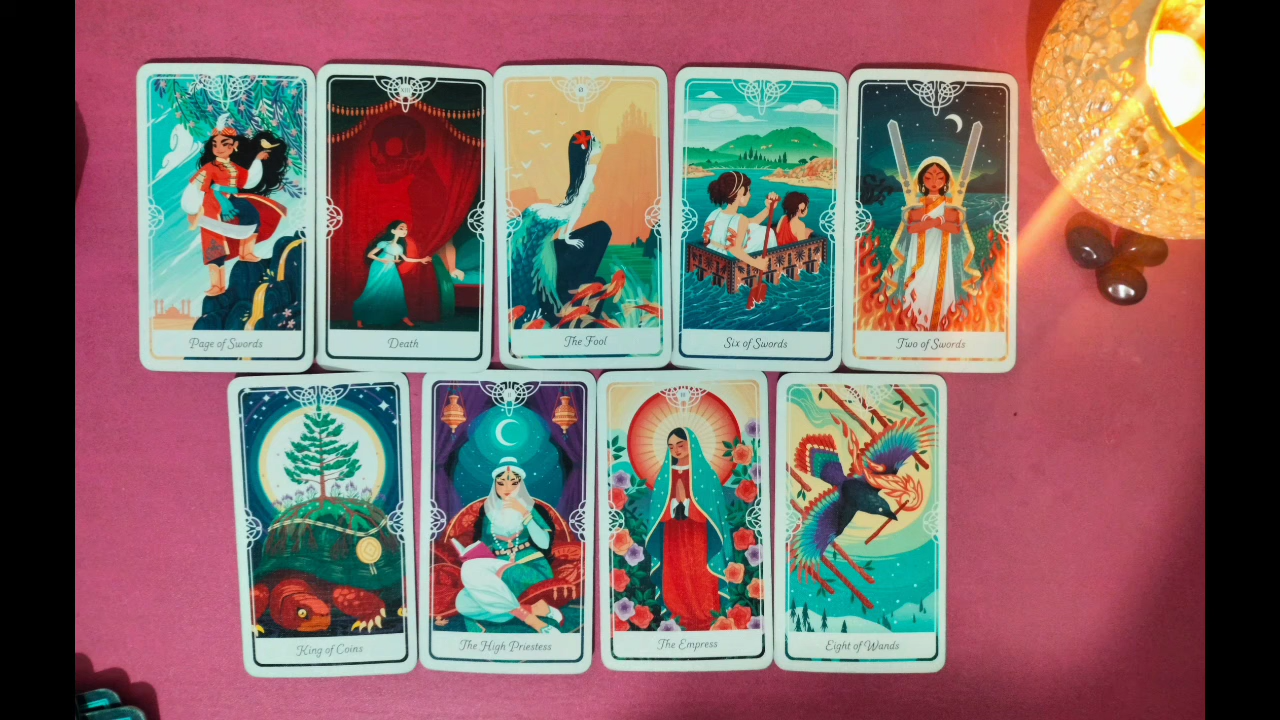 Page of Swords
Death
The Fool
Six of Swords
Two of Swords
King of Coins
The High Priestess
The Empress
Eight of Wands